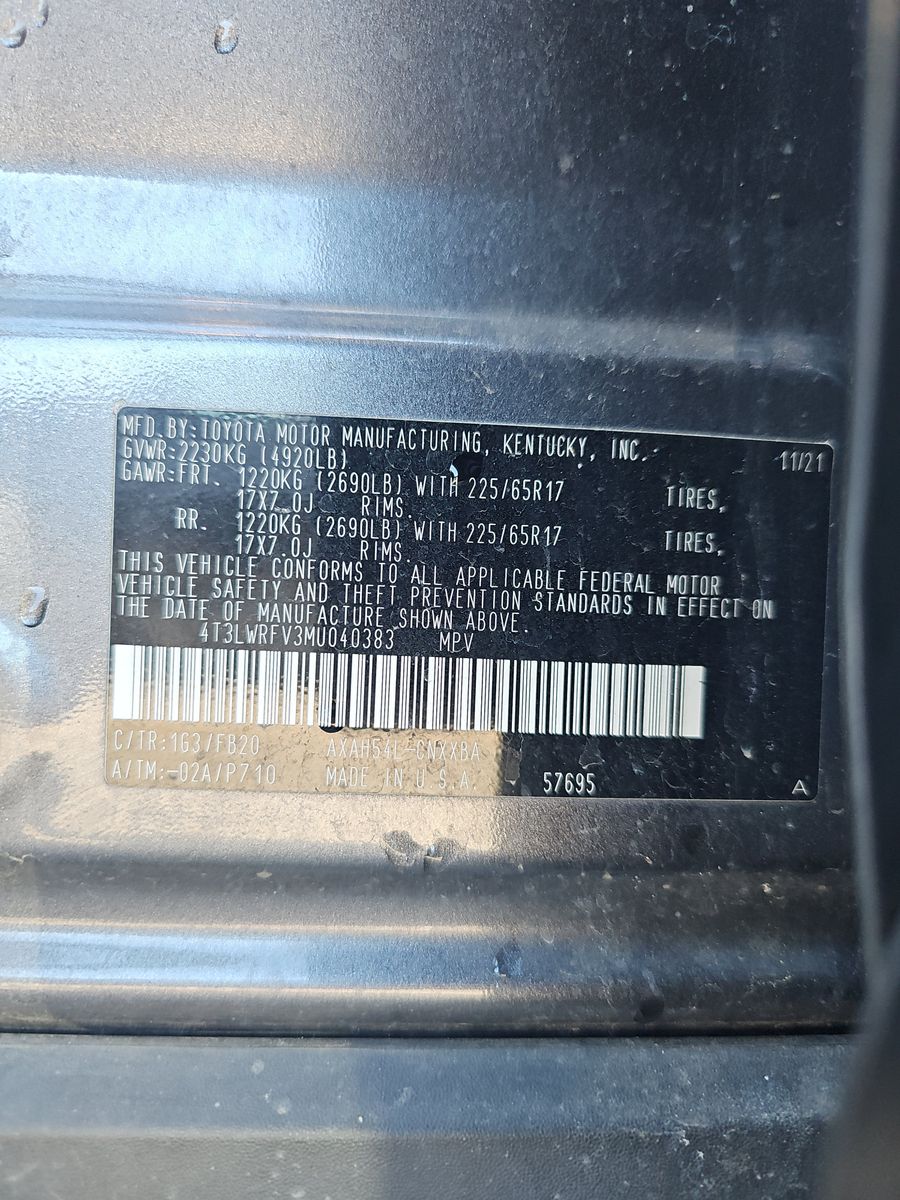 MFD. BY: TOYOTA MOTOR MANUFACTURING, KENTUCKY, INC. 11/21
GVWR: 2230KG (4920LB)
GAWR: FRT. 1220KG (2690LB) WITH 225/65R17 TIRES,
17X7.0J RIMS.
RR. 1220KG (2690LB) WITH 225/65R17 TIRES,
17X7.0J RIMS
THIS VEHICLE CONFORMS TO ALL APPLICABLE FEDERAL MOTOR
VEHICLE SAFETY AND THEFT PREVENTION STANDARDS IN EFFECT ON
THE DATE OF MANUFACTURE SHOWN ABOVE.
4T3LWRFV3MU040383 MPV
C/TR: 1G3/FB20 AXAH54L-CNXXBA
A/TM: -02A/P710 MADE IN U.S.A. 57695 A